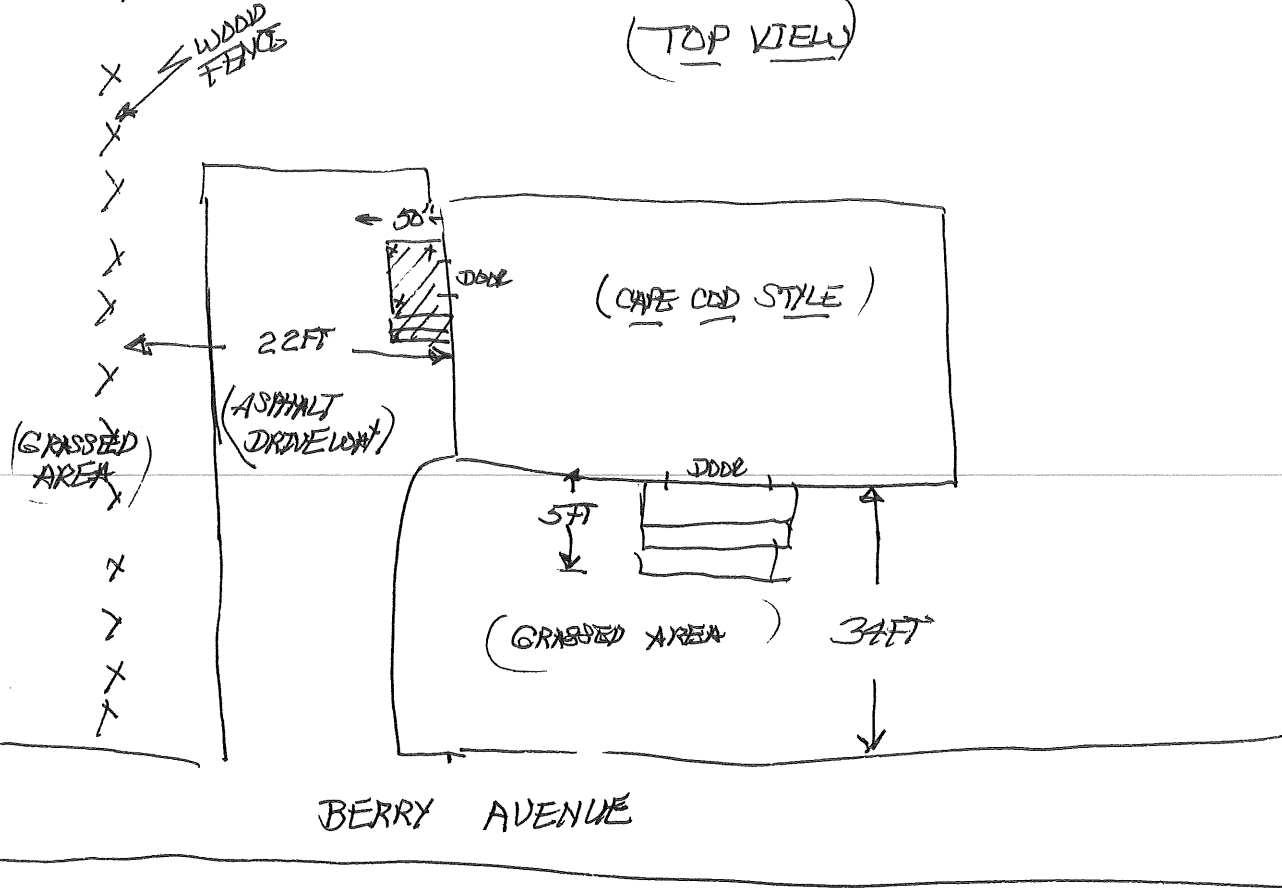 WOOD
FENCE
(TOP VIEW)
50"
DOOR
(CAPE COD STYLE)
22FT
(ASPHALT
DRIVEWAY)
(GRASSED
AREA)
DOOR
5FT
(GRASSED AREA)
34FT
BERRY AVENUE